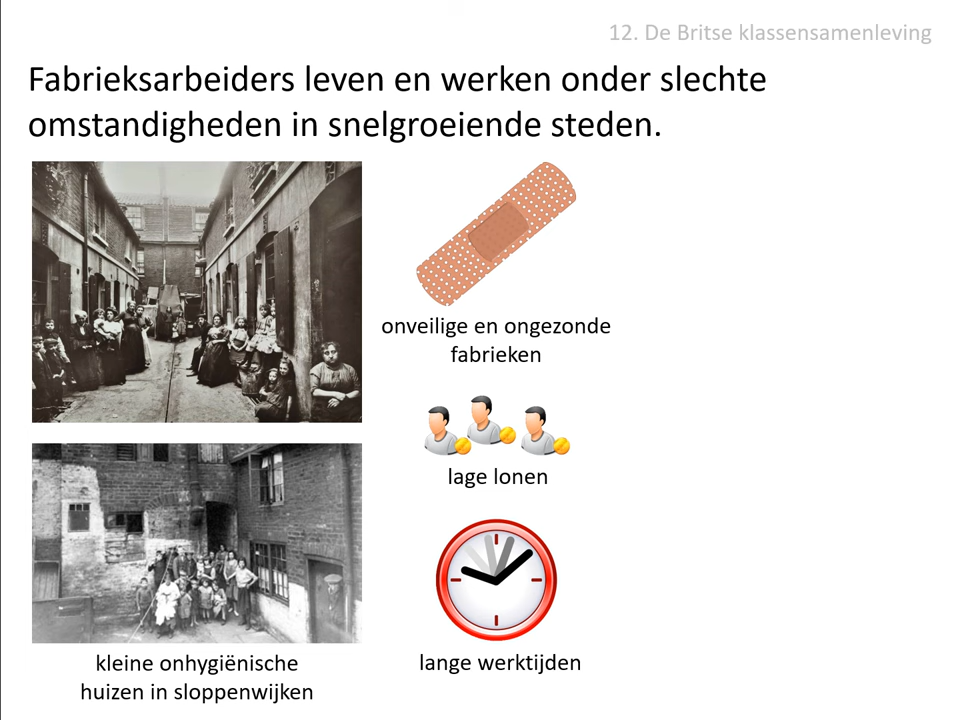 12. De Britse klassensamenleving
Fabrieksarbeiders leven en werken onder slechte
omstandigheden in snelgroeiende steden.
onveilige en ongezonde
fabrieken
lage lonen
lange werktijden
kleine onhygiënische
huizen in sloppenwijken